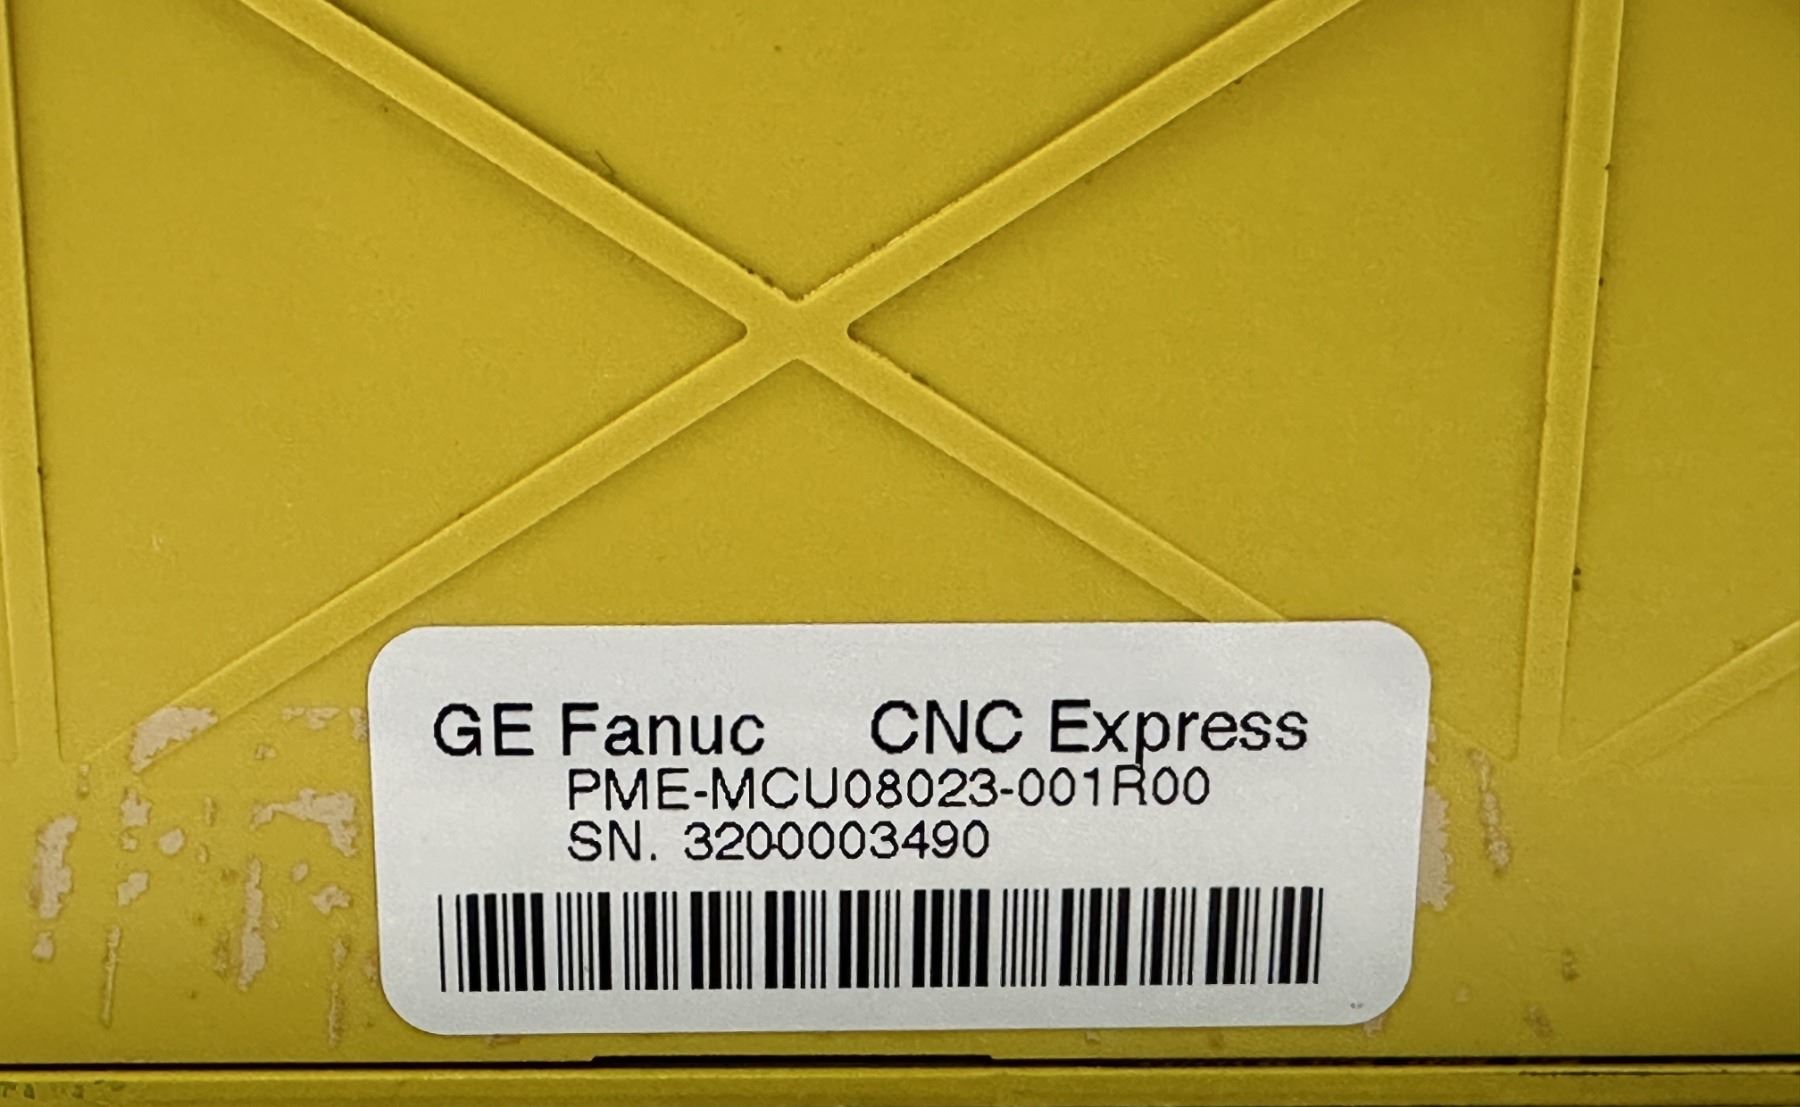 GE Fanuc CNC Express
PME-MCU08023-001R00
SN. 3200003490